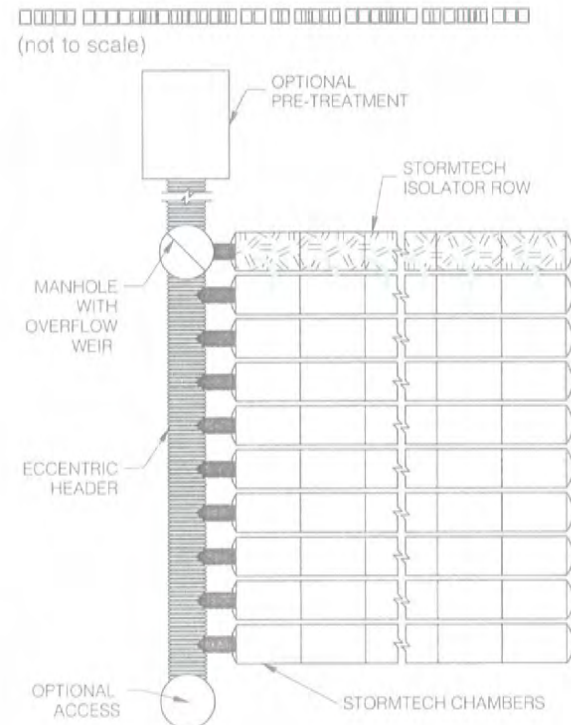 (not to scale)
OPTIONAL
PRE-TREATMENT
STORMTECH
ISOLATOR ROW
MANHOLE
WITH
OVERFLOW
WEIR
ECCENTRIC
HEADER
OPTIONAL
ACCESS
STORMTECH CHAMBERS